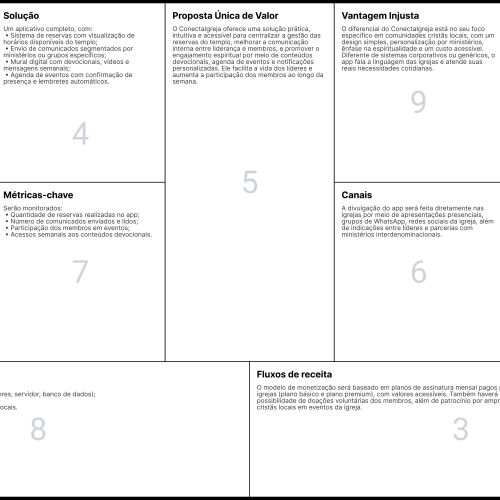 Solução
Um aplicativo completo, com:
• Sistema de reservas com visualização de
horários disponíveis do templo;
• Envio de comunicados segmentados por
ministérios ou grupos específicos;
• Mural digital com devocionais, vídeos e
mensagens semanais;
• Agenda de eventos com confirmação de
presença e lembretes automáticos.
4
Proposta Única de Valor
O ConectaIgreja oferece uma solução prática,
intuitiva e acessível para centralizar a gestão das
reservas do templo, melhorar a comunicação
interna entre liderança e membros, e promover o
engajamento espiritual por meio de conteúdos
devocionais, agenda de eventos e notificações
personalizadas. Ele facilita a vida dos líderes e
aumenta a participação dos membros ao longo da
semana.
5
Vantagem Injusta
O diferencial do ConectaIgreja está no seu foco
específico em comunidades cristãs locais, com um
design simples, personalização por ministérios,
ênfase na espiritualidade e um custo acessível.
Diferente de sistemas corporativos ou genéricos, o
app fala a linguagem das igrejas e atende suas
reais necessidades cotidianas.
9
Métricas-chave
Serão monitorados:
• Quantidade de reservas realizadas no app;
• Número de comunicados enviados e lidos;
• Participação dos membros em eventos;
• Acessos semanais aos conteúdos devocionais.
7
Canais
A divulgação do app será feita diretamente nas
igrejas por meio de apresentações presenciais,
grupos de WhatsApp, redes sociais da igreja, além
de indicações entre líderes e parcerias com
ministérios interdenominacionais.
6
ores, servidor, banco de dados);
ocais.
8
Fluxos de receita
O modelo de monetização será baseado em planos de assinatura mensal pagos
igrejas (plano básico e plano premium), com valores acessíveis. Também haverá
possibilidade de doações voluntárias dos membros, além de patrocínio por empr
cristãs locais em eventos da igreja.
3